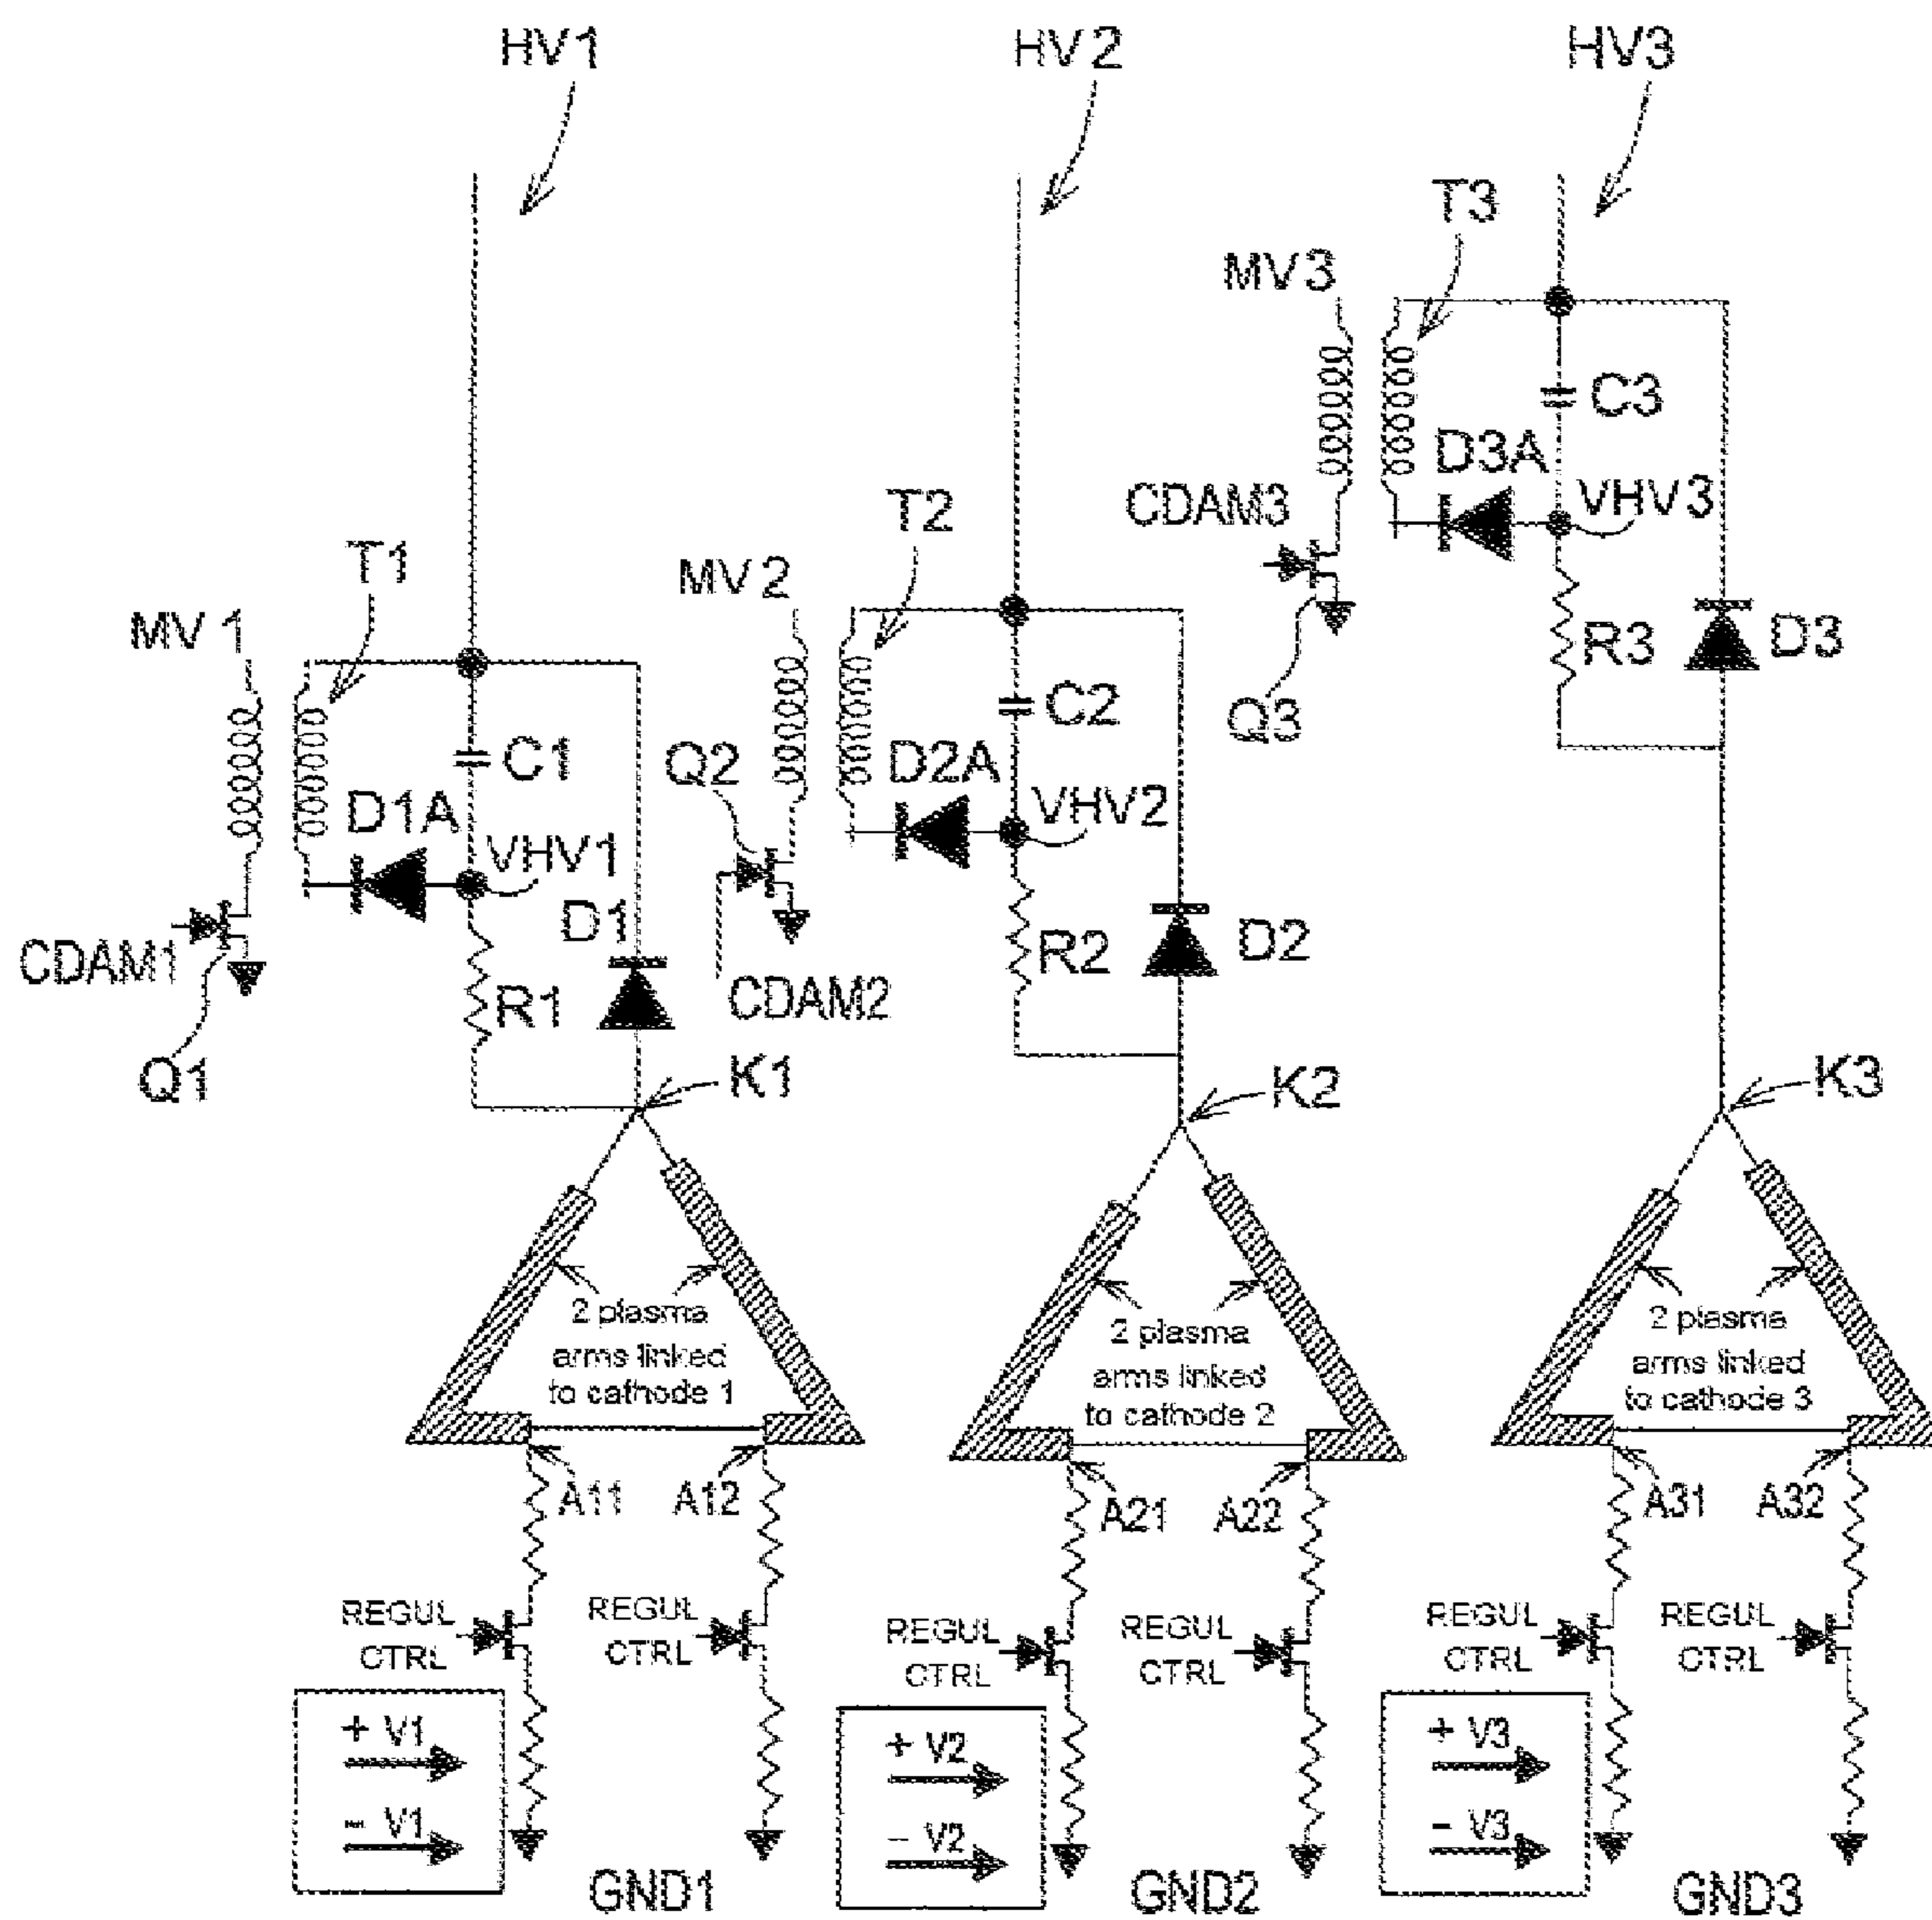 HV1
HV2
HV3
T3
MV3
C3
D3A
VHV3
CDAM3
T2
T1
MV2
MV 1
R3
D3
Q3
C2
C1
Q2
D2A
D1A
VHV2
VHV1
D1
R2
D2
CDAM1
CDAM2
R1
Q1
K1
K2
K3
2 plasma
arms linked
to cathode 1
2 plasma
arms linked
to cathode 2
2 plasma
arms linked
to cathode 3
A11
A12
A21
A22
A31
A32
REGUL
CTRL
REGUL
CTRL
REGUL
CTRL
REGUL
CTRL
REGUL
CTRL
REGUL
CTRL
+ V1
- V1
+ V2
- V2
+ V3
- V3
GND1
GND2
GND3